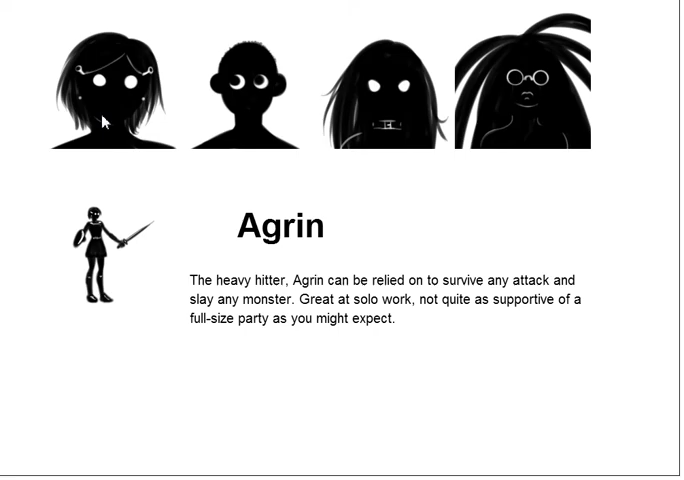 Agrin
The heavy hitter, Agrin can be relied on to survive any attack and
slay any monster. Great at solo work, not quite as supportive of a
full-size party as you might expect.